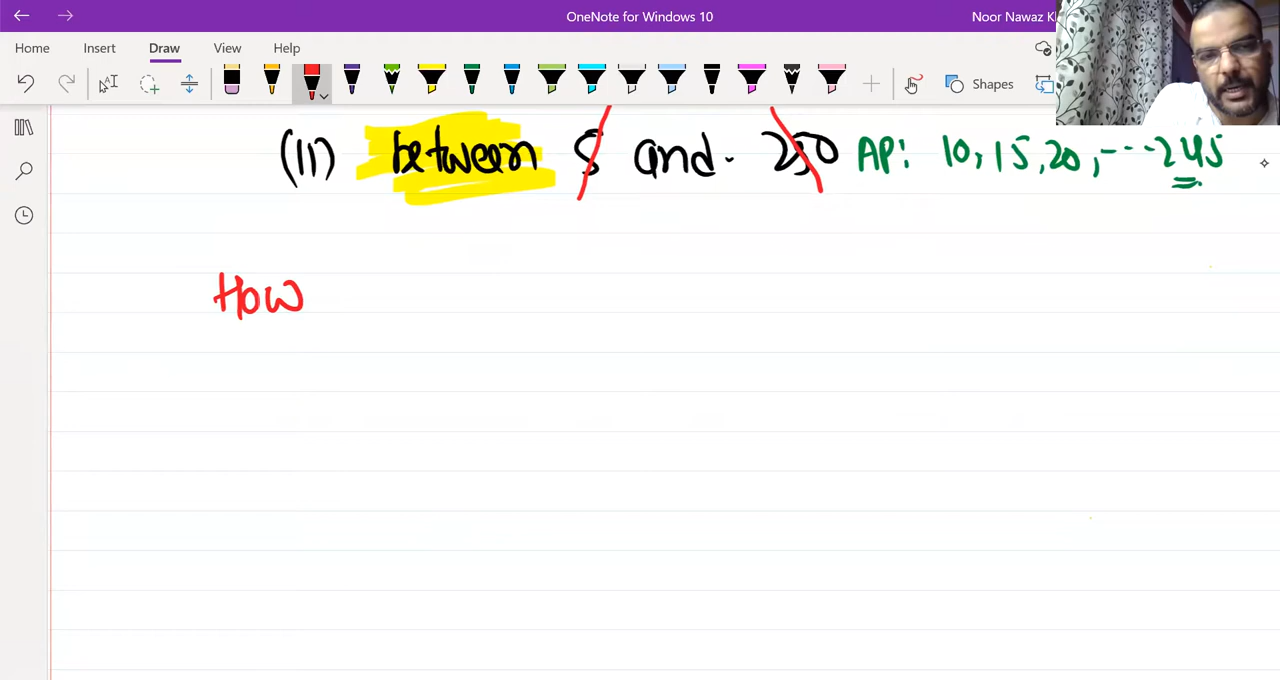 OneNote for Windows 10
Noor Nawaz K
Home Insert Draw View Help
Shapes
(11) between 5 and. 250 AP: 10, 15, 20, ---245
How